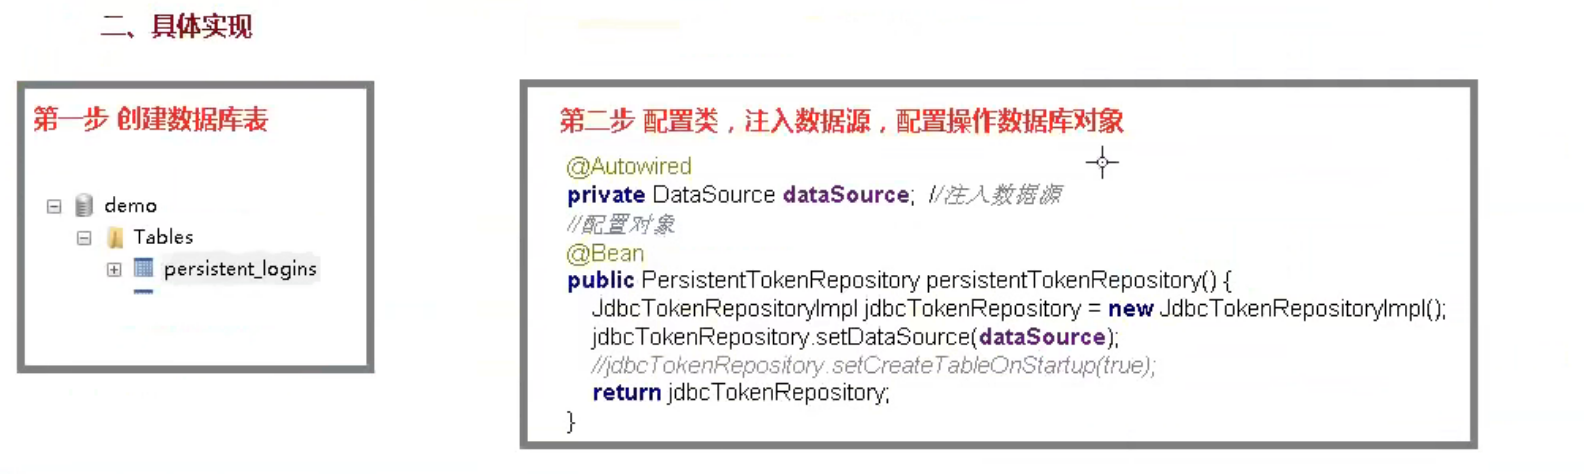 二、具体实现
第一步 创建数据库表
demo
Tables
persistent_logins
第二步 配置类，注入数据源，配置操作数据库对象
@Autowired
private DataSource dataSource; //注入数据源
//配置对象
@Bean
public PersistentTokenRepository persistentTokenRepository() {
JdbcTokenRepositoryImpl jdbcTokenRepository = new JdbcTokenRepositoryImpl();
jdbcTokenRepository.setDataSource(dataSource);
//jdbcTokenRepository.setCreateTableOnStartup(true);
return jdbcTokenRepository;
}